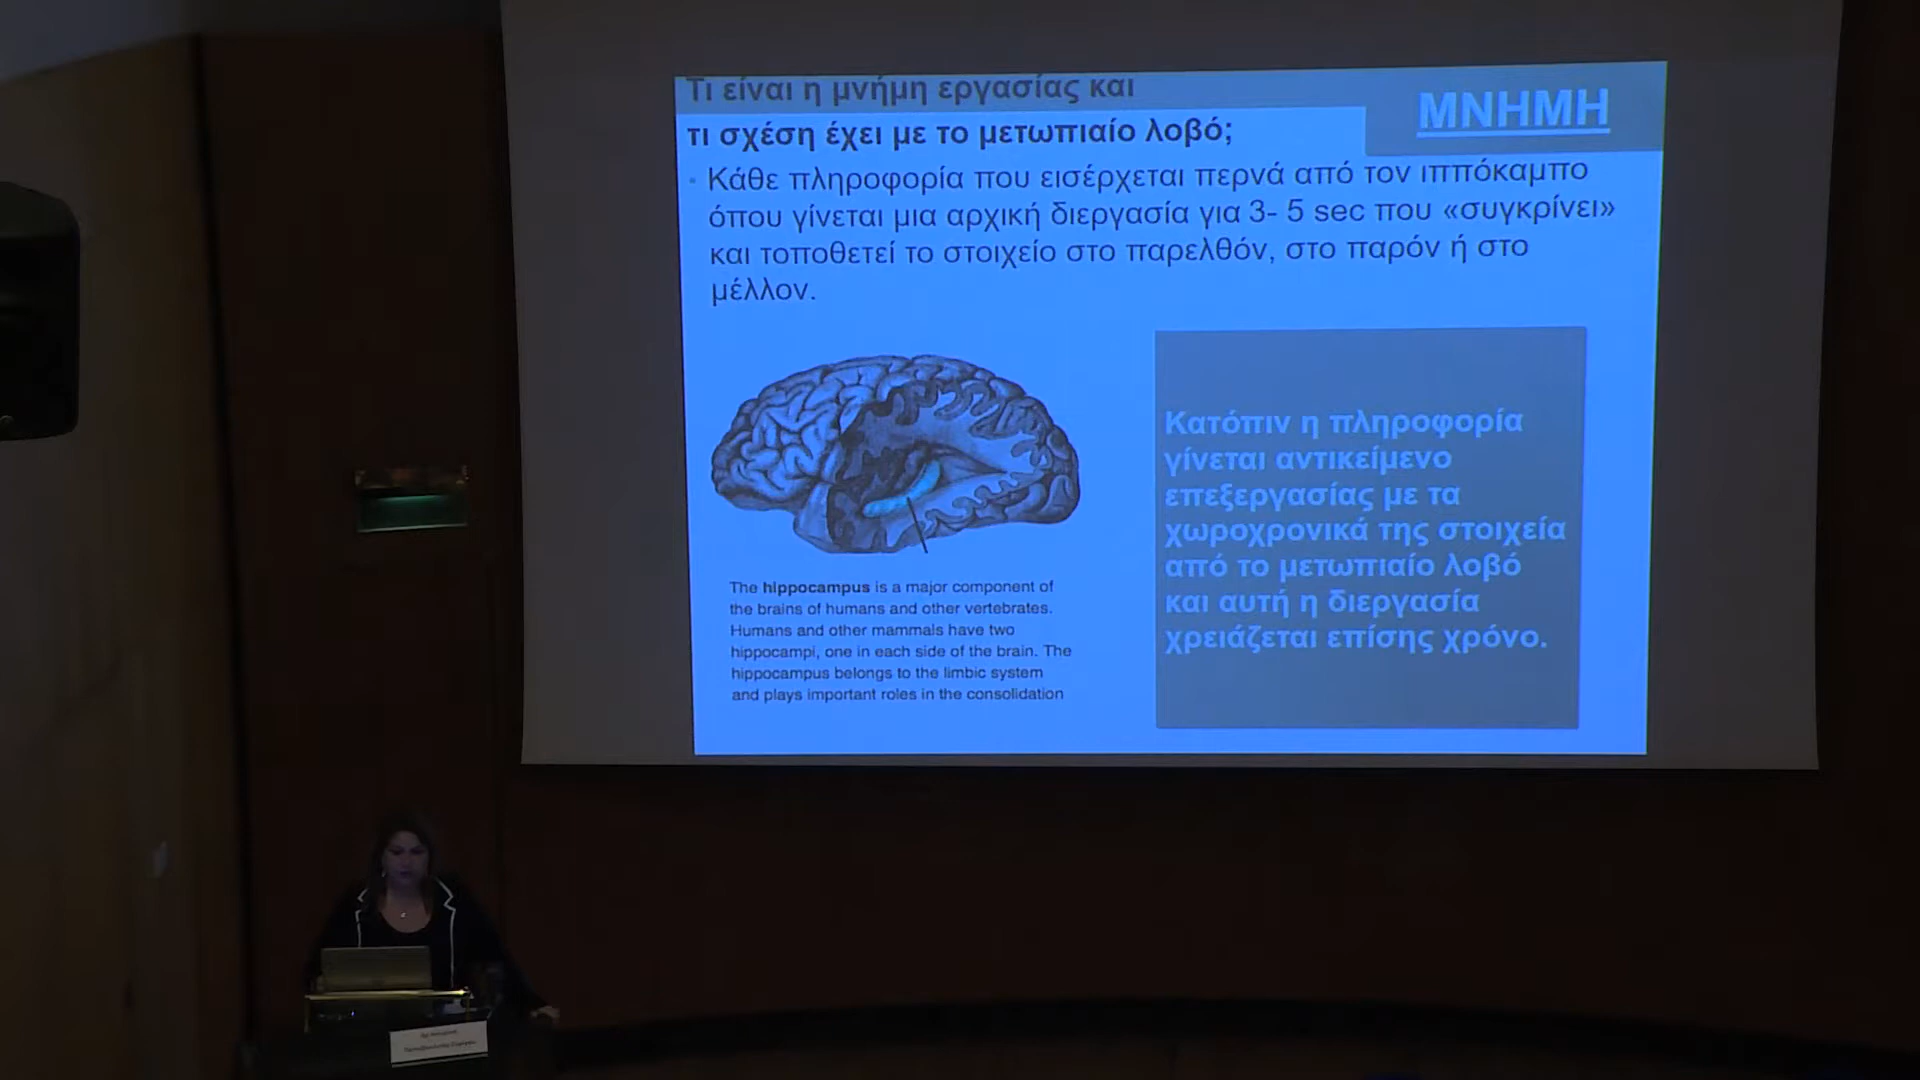 Τι είναι η μνήμη εργασίας και
τι σχέση έχει με το μετωπιαίο λοβό;
ΜΝΗΜΗ
• Κάθε πληροφορία που εισέρχεται περνά από τον ιππόκαμπο
όπου γίνεται μια αρχική διεργασία για 3- 5 sec που «συγκρίνει»
και τοποθετεί το στοιχείο στο παρελθόν, στο παρόν ή στο
μέλλον.
The hippocampus is a major component of
the brains of humans and other vertebrates.
Humans and other mammals have two
hippocampi, one in each side of the brain. The
hippocampus belongs to the limbic system
and plays important roles in the consolidation
Κατόπιν η πληροφορία
γίνεται αντικείμενο
επεξεργασίας με τα
χωροχρονικά της στοιχεία
από το μετωπιαίο λοβό
και αυτή η διεργασία
χρειάζεται επίσης χρόνο.